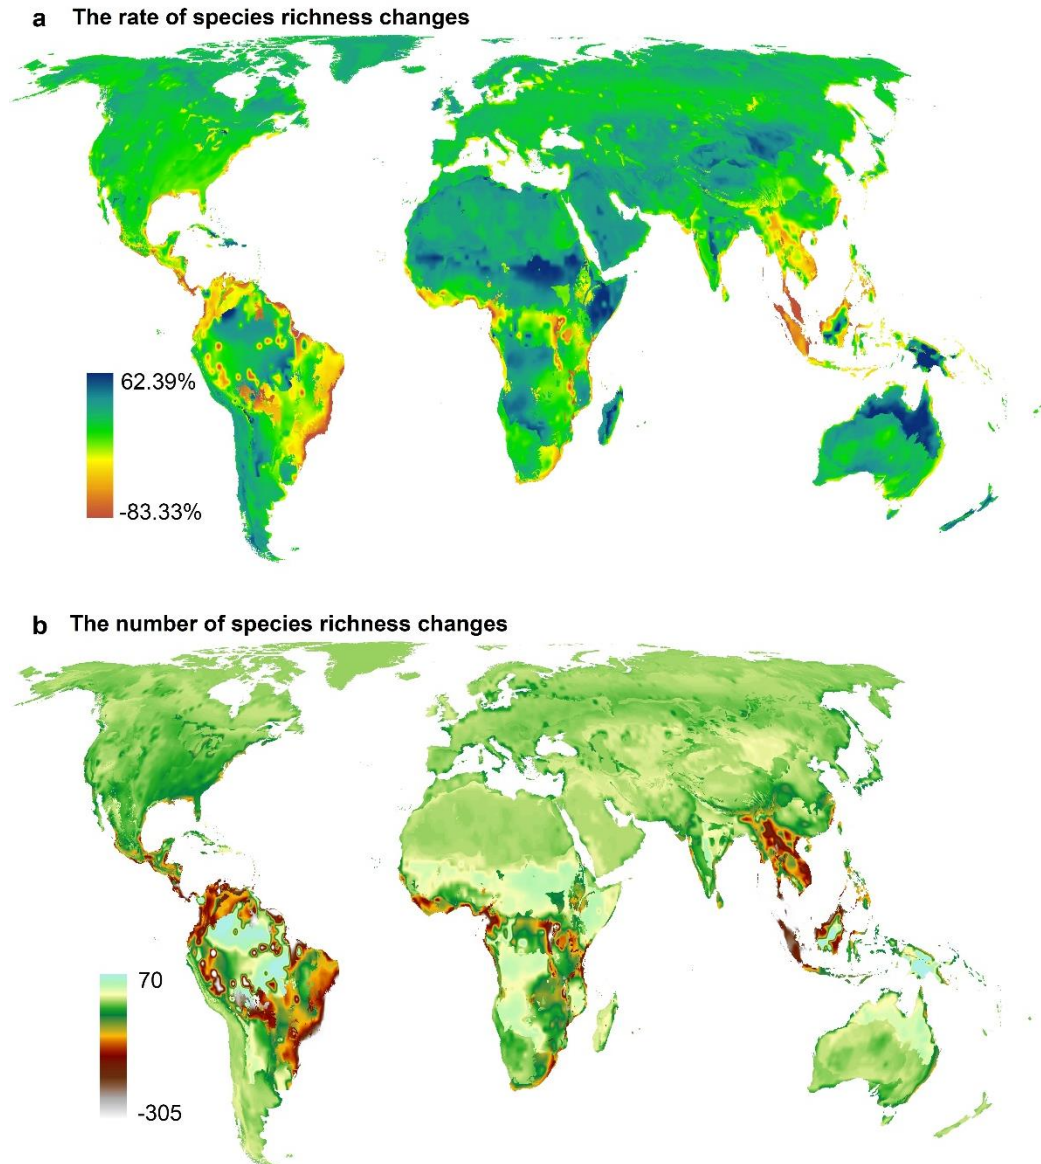 a The rate of species richness changes
62.39%
-83.33%
b The number of species richness changes
70
-305